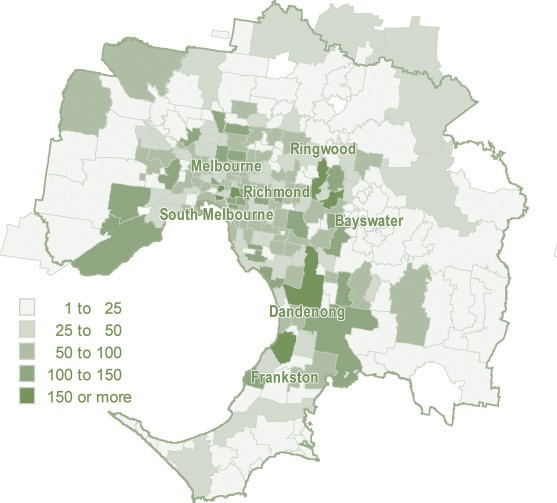 Ringwood
Melbourne
Richmond
South Melbourne
Bayswater
Dandenong
Frankston
1 to 25
25 to 50
50 to 100
100 to 150
150 or more